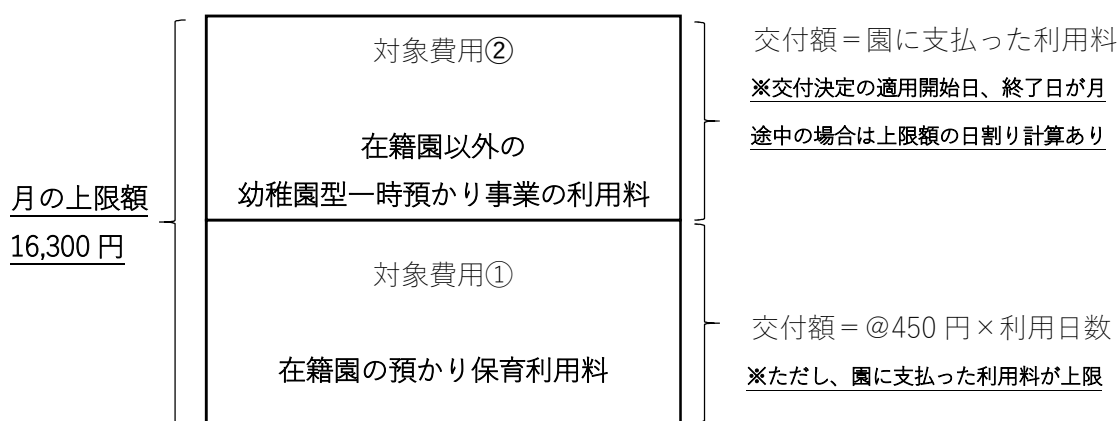 月の上限額
16,300 円
対象費用②
在籍園以外の
幼稚園型一時預かり事業の利用料
交付額＝園に支払った利用料
※交付決定の適用開始日、終了日が月
途中の場合は上限額の日割り計算あり
対象費用①
在籍園の預かり保育利用料
交付額＝@450 円×利用日数
※ただし、園に支払った利用料が上限